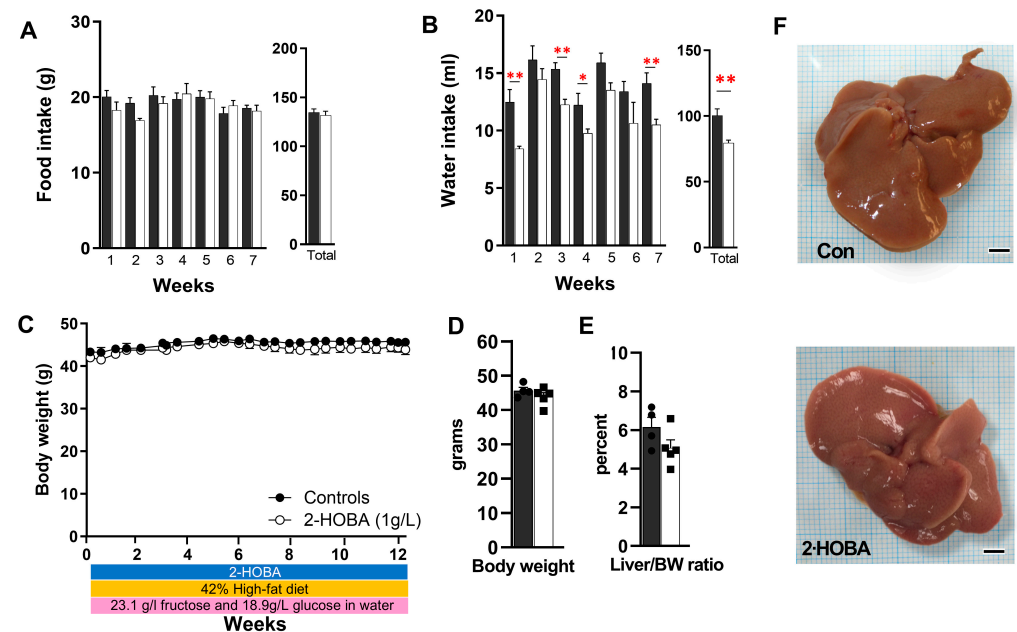 A
Food intake (g)
30
20
10
0
1 2 3 4 5 6 7
Weeks
200
150
100
50
0
Total
B
Water intake (ml)
20
15
10
5
0
** ** * **
1 2 3 4 5 6 7
Weeks
150
100
50
0
**
Total
F
Con
2·HOBA
C
Body weight (g)
50
40
30
20
10
0
Controls
2-HOBA (1g/L)
0 2 4 6 8 10 12
2-HOBA
42% High-fat diet
23.1 g/l fructose and 18.9g/L glucose in water
Weeks
D
grams
60
50
40
30
20
10
0
Body weight
E
percent
10
8
6
4
2
0
Liver/BW ratio